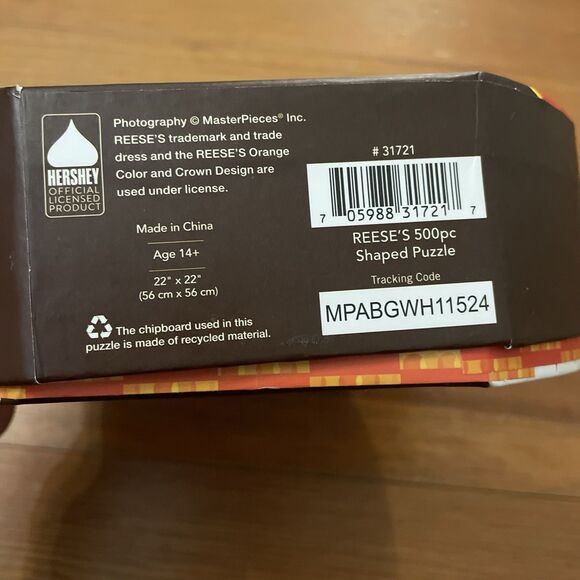 HERSHEY
OFFICIAL
LICENSED
PRODUCT
Photography © MasterPieces® Inc.
REESE'S trademark and trade
dress and the REESE'S Orange
Color and Crown Design are
used under license.
Made in China
Age 14+
22" x 22"
(56 cm x 56 cm)
The chipboard used in this
puzzle is made of recycled material.
# 31721
7 05988 31721 7
REESE'S 500pc
Shaped Puzzle
Tracking Code
MPABGWH11524